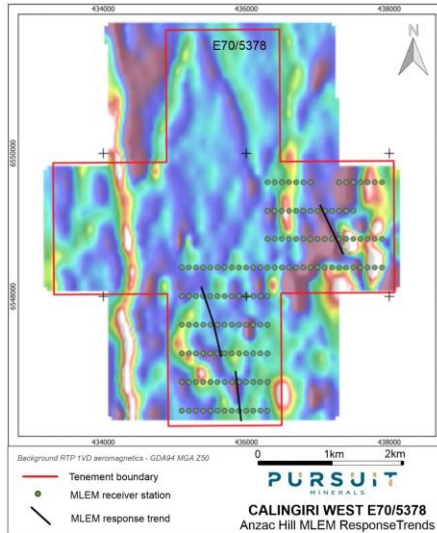 434000 436000 438000
E70/5378
N
6550000
6548000
434000 436000 438000
Background RTP 1VD aeromagnetics - GDA94 MGA Z50
0 1km 2km
Tenement boundary
MLEM receiver station
MLEM response trend
PURSUIT
MINERALS
CALINGIRI WEST E70/5378
Anzac Hill MLEM ResponseTrends